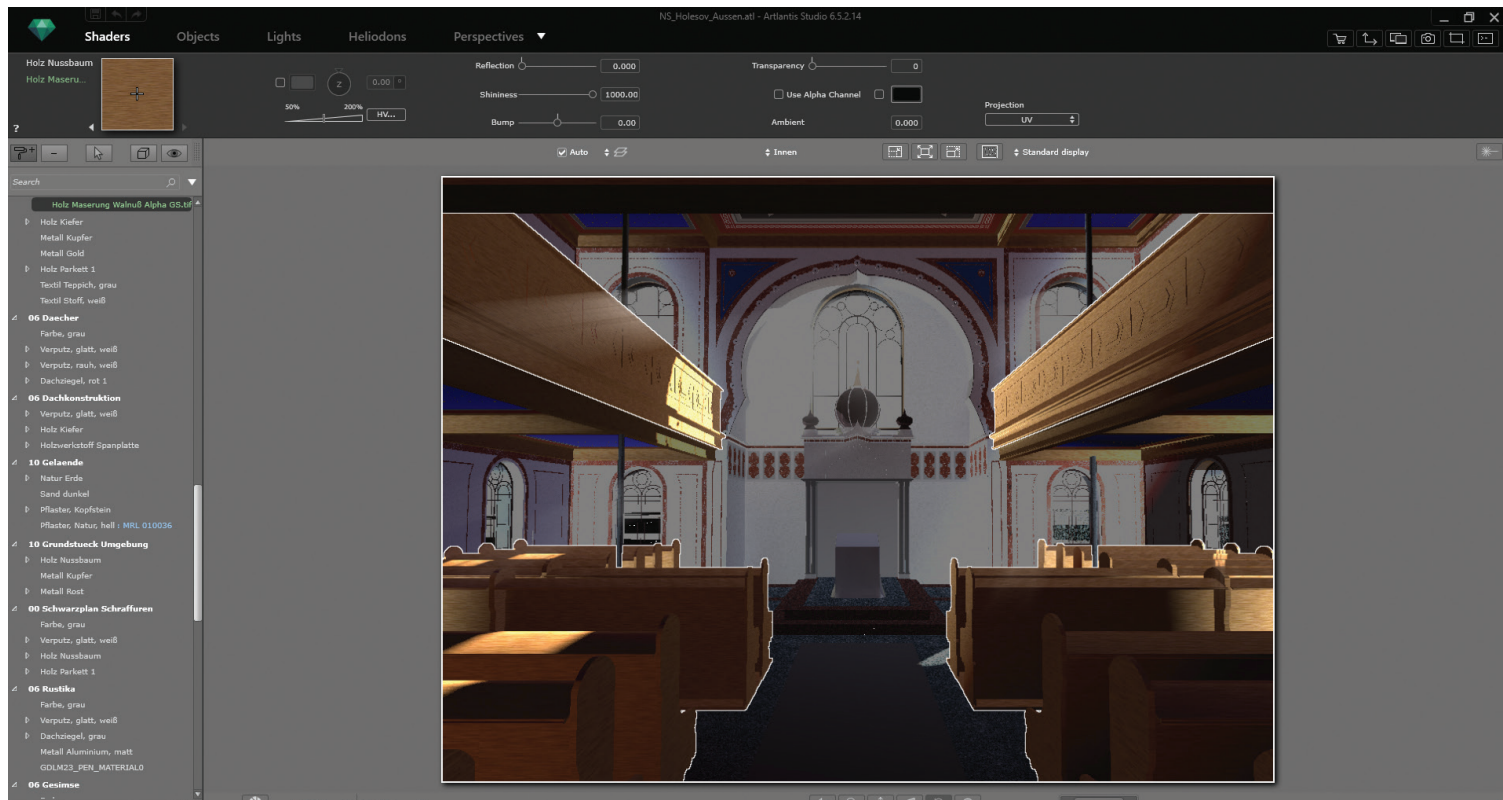 NS_Holesov_Aussen.atl - Artlantis Studio 6.5.2.14
Shaders Objects Lights Heliodons Perspectives
Holz Nussbaum
Holz Maseru...
?
Z 0.00 °
50% 200% HV...
Reflection 0.000
Shininess 1000.00
Bump 0.00
Transparency 0
Use Alpha Channel
Ambient 0.000
Projection
UV
Auto Innen Standard display
Search
Holz Maserung Walnuß Alpha GS.tif
Holz Kiefer
Metall Kupfer
Metall Gold
Holz Parkett 1
Textil Teppich, grau
Textil Stoff, weiß
06 Daecher
Farbe, grau
Verputz, glatt, weiß
Verputz, rauh, weiß
Dachziegel, rot 1
06 Dachkonstruktion
Verputz, glatt, weiß
Holz Kiefer
Holzwerkstoff Spanplatte
10 Gelaende
Natur Erde
Sand dunkel
Pflaster, Kopfstein
Pflaster, Natur, hell : MRL 010036
10 Grundstueck Umgebung
Holz Nussbaum
Metall Kupfer
Metall Rost
00 Schwarzplan Schraffuren
Farbe, grau
Verputz, glatt, weiß
Holz Nussbaum
Holz Parkett 1
06 Rustika
Farbe, grau
Verputz, glatt, weiß
Dachziegel, grau
Metall Aluminium, matt
GDLM23_PEN_MATERIAL0
06 Gesimse